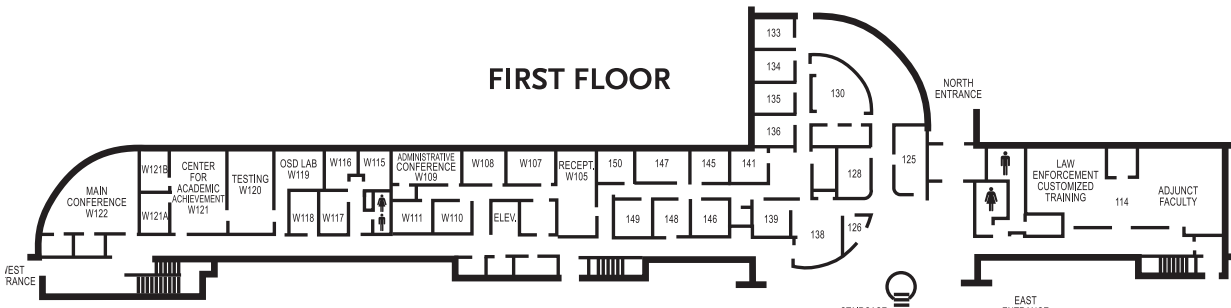 FIRST FLOOR
133
134
135
136
130
NORTH
ENTRANCE
125
128
126
138
139
141
145
147
150
146
148
149
RECEPT.
W105
W107
W108
ADMINISTRATIVE
CONFERENCE
W109
W110
W111
ELEV.
W115
W116
OSD LAB
W119
W117
W118
TESTING
W120
CENTER
FOR
ACADEMIC
ACHIEVEMENT
W121
W121B
W121A
MAIN
CONFERENCE
W122
LAW
ENFORCEMENT
CUSTOMIZED
TRAINING
114
ADJUNCT
FACULTY
EAST